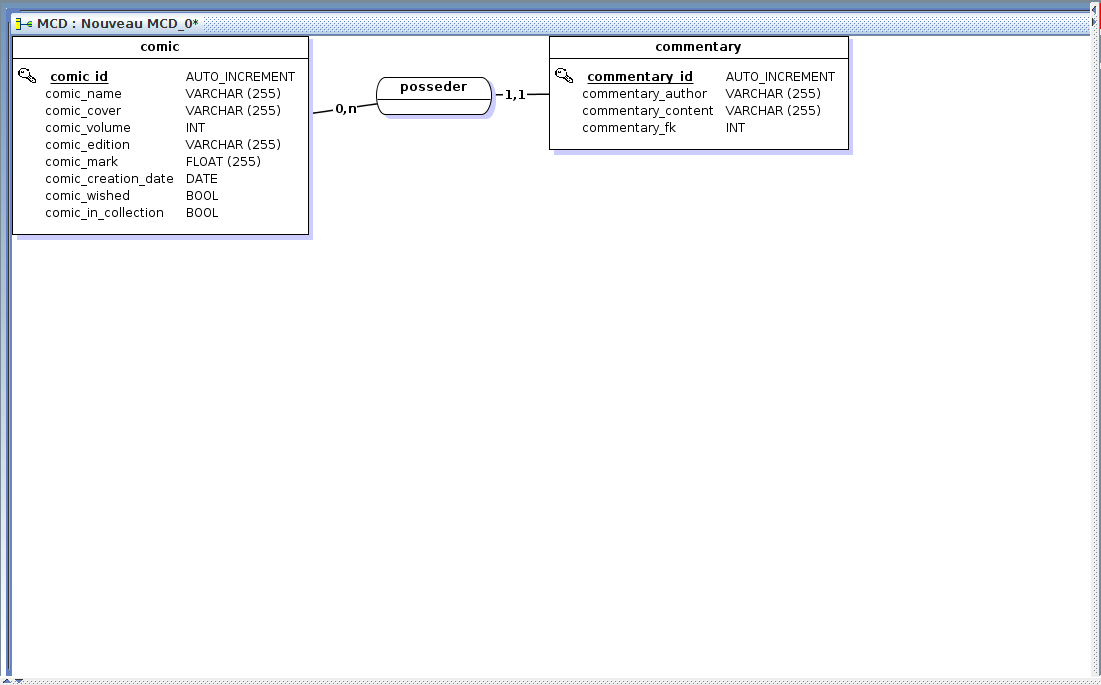 MCD : Nouveau MCD_0*
comic
comic_id AUTO_INCREMENT
comic_name VARCHAR (255)
comic_cover VARCHAR (255)
comic_volume INT
comic_edition VARCHAR (255)
comic_mark FLOAT (255)
comic_creation_date DATE
comic_wished BOOL
comic_in_collection BOOL
0,n
posseder
1,1
commentary
commentary_id AUTO_INCREMENT
commentary_author VARCHAR (255)
commentary_content VARCHAR (255)
commentary_fk INT